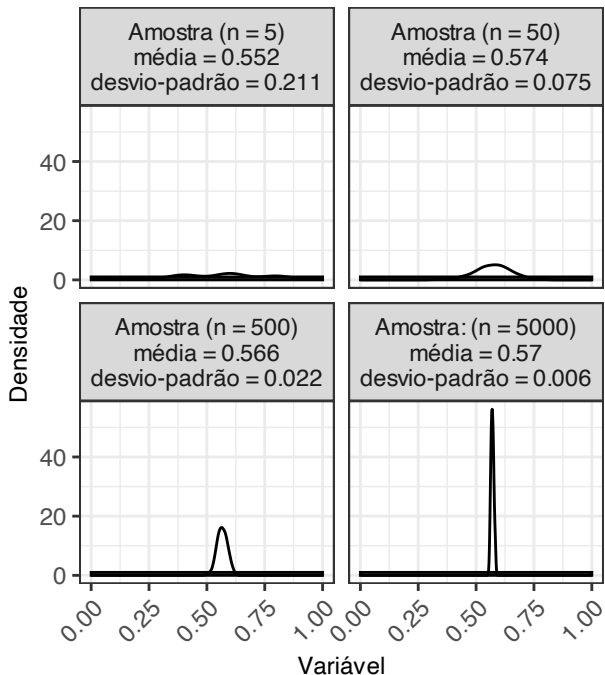 Amostra (n = 5)
média = 0.552
desvio-padrão = 0.211
Amostra (n = 50)
média = 0.574
desvio-padrão = 0.075
40
20
0
Densidade
Amostra (n = 500)
média = 0.566
desvio-padrão = 0.022
Amostra: (n = 5000)
média = 0.57
desvio-padrão = 0.006
40
20
0
0.00 0.25 0.50 0.75 1.00
0.00 0.25 0.50 0.75 1.00
Variável